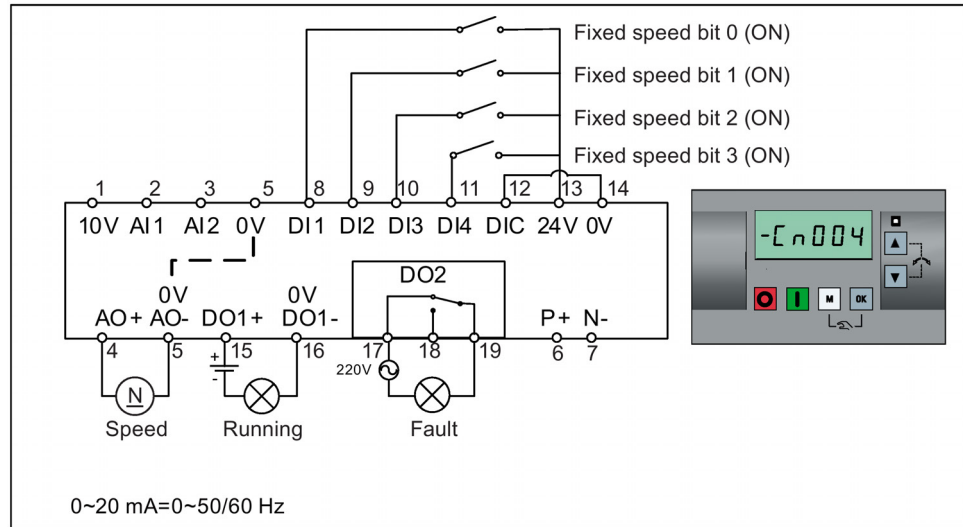 Fixed speed bit 0 (ON)
Fixed speed bit 1 (ON)
Fixed speed bit 2 (ON)
Fixed speed bit 3 (ON)
1 2 3 5 8 9 10 11 12 13 14
10V AI1 AI2 0V DI1 DI2 DI3 DI4 DIC 24V 0V
-Cn004
DO2
0V 0V
AO+ AO- DO1+ DO1- P+ N-
M OK
4 5 15 16 17 18 19 6 7
+
-
220V
N
Speed Running Fault
0~20 mA=0~50/60 Hz